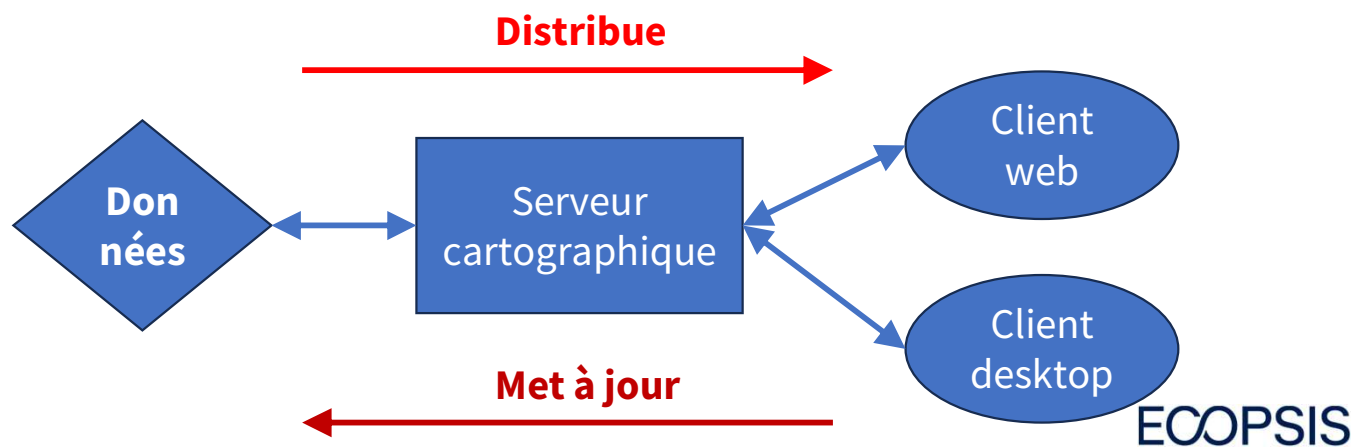 Distribue
Don
nées
Serveur
cartographique
Client
web
Client
desktop
Met à jour
ECOPSIS